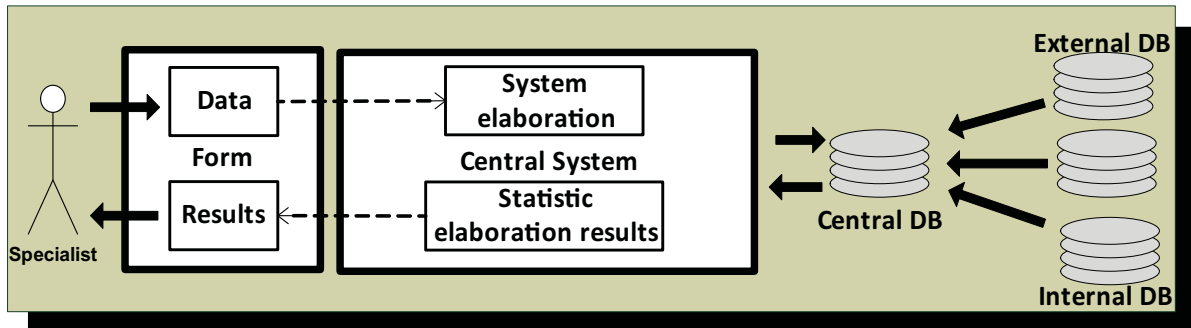 External DB
System
elaboration
Data
Form
Central System
Results
Statistic
elaboration results
Central DB
Specialist
Internal DB